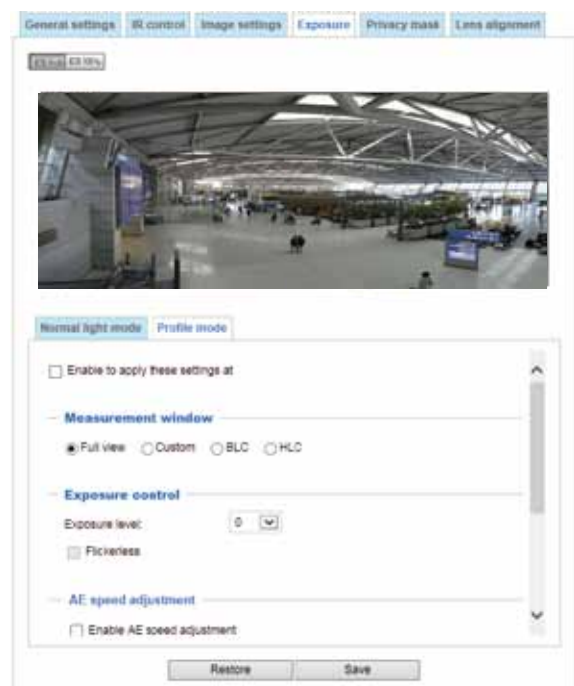 General settings IR control Image settings Exposure Privacy mask Lens alignment
Normal light mode Profile mode
Enable to apply these settings at
Measurement window
Full view Custom BLC HLC
Exposure control
Exposure level: 0
Flickerless
AE speed adjustment
Enable AE speed adjustment
Restore Save